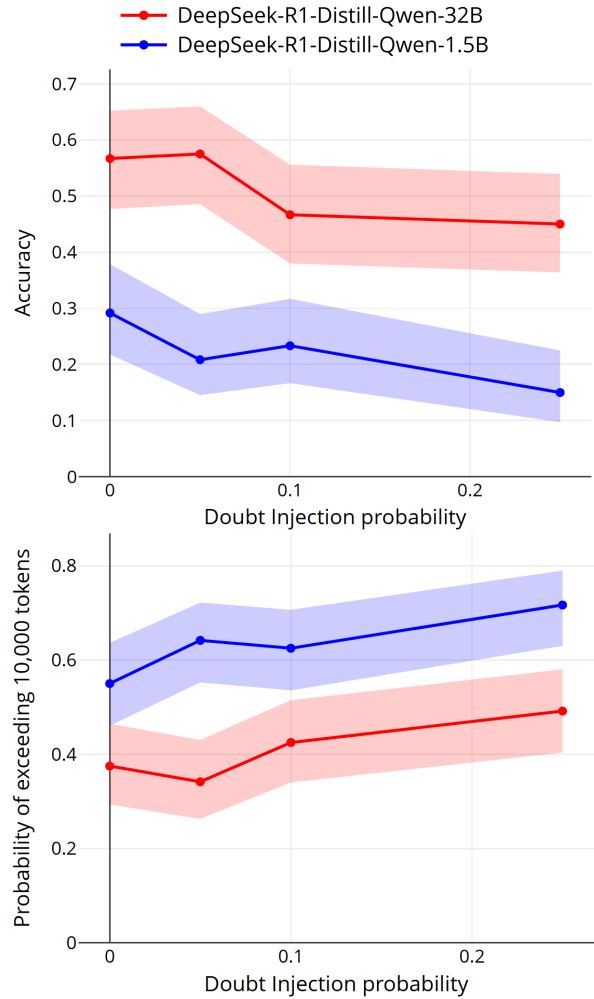 DeepSeek-R1-Distill-Qwen-32B
DeepSeek-R1-Distill-Qwen-1.5B
0.7
0.6
0.5
0.4
0.3
0.2
0.1
0
Accuracy
0 0.1 0.2
Doubt Injection probability
0.8
0.6
0.4
0.2
0
Probability of exceeding 10,000 tokens
0 0.1 0.2
Doubt Injection probability